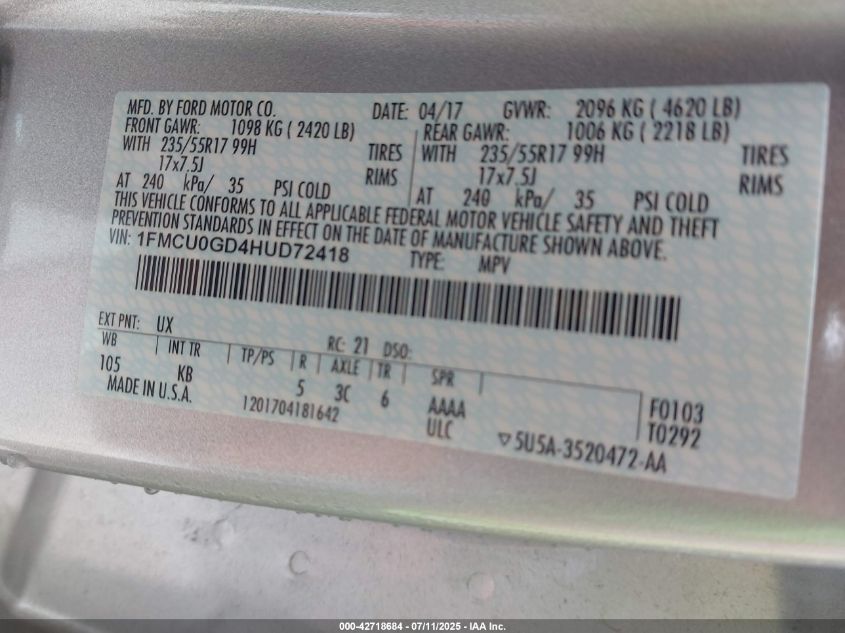 MFD. BY FORD MOTOR CO. DATE: 04/17 GVWR: 2096 KG ( 4620 LB)
FRONT GAWR: 1098 KG ( 2420 LB) REAR GAWR: 1006 KG ( 2218 LB)
WITH 235/55R17 99H TIRES WITH 235/55R17 99H TIRES
17x7.5J RIMS 17x7.5J RIMS
AT 240 kPa/ 35 PSI COLD AT 240 kPa/ 35 PSI COLD
THIS VEHICLE CONFORMS TO ALL APPLICABLE FEDERAL MOTOR VEHICLE SAFETY AND THEFT
PREVENTION STANDARDS IN EFFECT ON THE DATE OF MANUFACTURE SHOWN ABOVE.
VIN: 1FMCU0GD4HUD72418 TYPE: MPV
EXT PNT: UX RC: 21 DSO:
WB INT TR TP/PS R AXLE TR SPR
105 KB 5 3C 6 AAAA F0103
MADE IN U.S.A. 1201704181642 ULC T0292
5U5A-3520472-AA
000-42718684 - 07/11/2025 - IAA Inc.